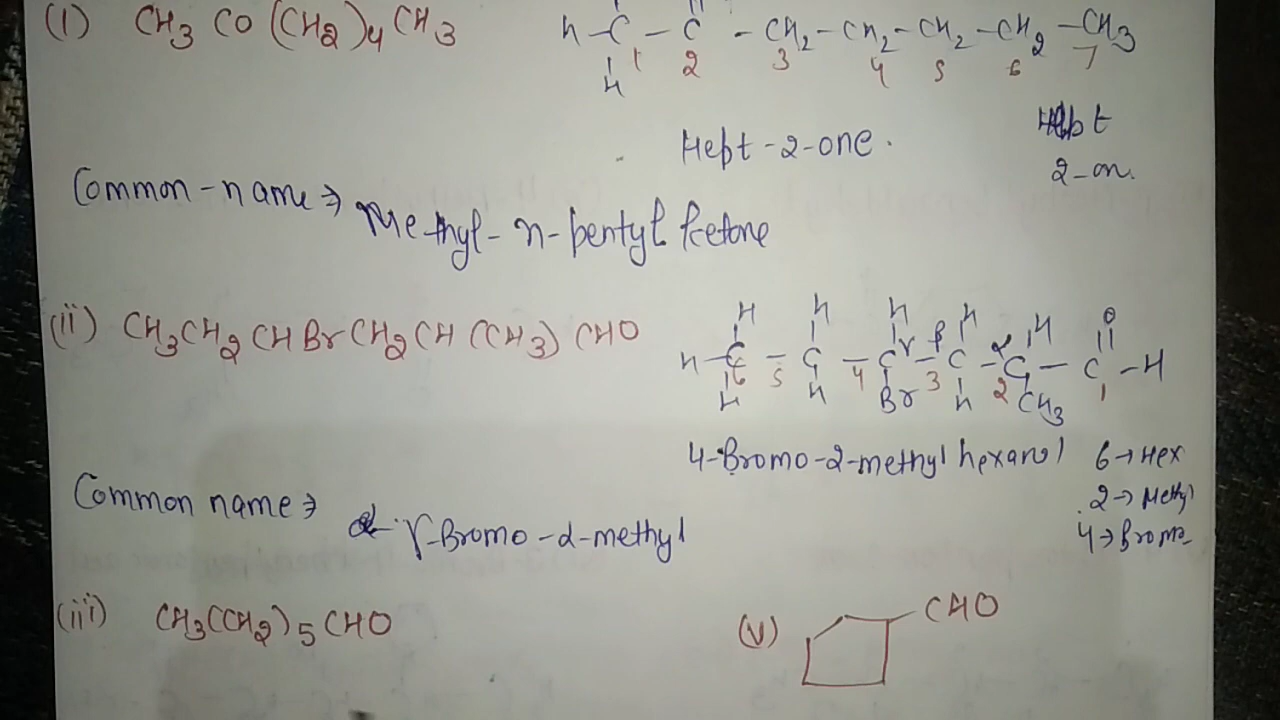 (i) CH3 CO (CH2)4 CH3
H - C - C - CH2 - CH2 - CH2 - CH2 - CH3
1 2 3 4 5 6 7
H
Hept-2-one.
Hept
2-on.
Common-name ⇒ Methyl-n-pentyl ketone
(ii) CH3CH2CHBrCH2CH(CH3)CHO
H H H H H O
H - C - C - C γ - C β - C α - C - H
6 5 4 3 2 1
H H Br H CH3
4-Bromo-2-methyl hexanal
6→Hex
2→Methyl
4→Bromo
Common name ⇒ γ-Bromo-α-methyl
(iii) CH3(CH2)5CHO
(V) CHO